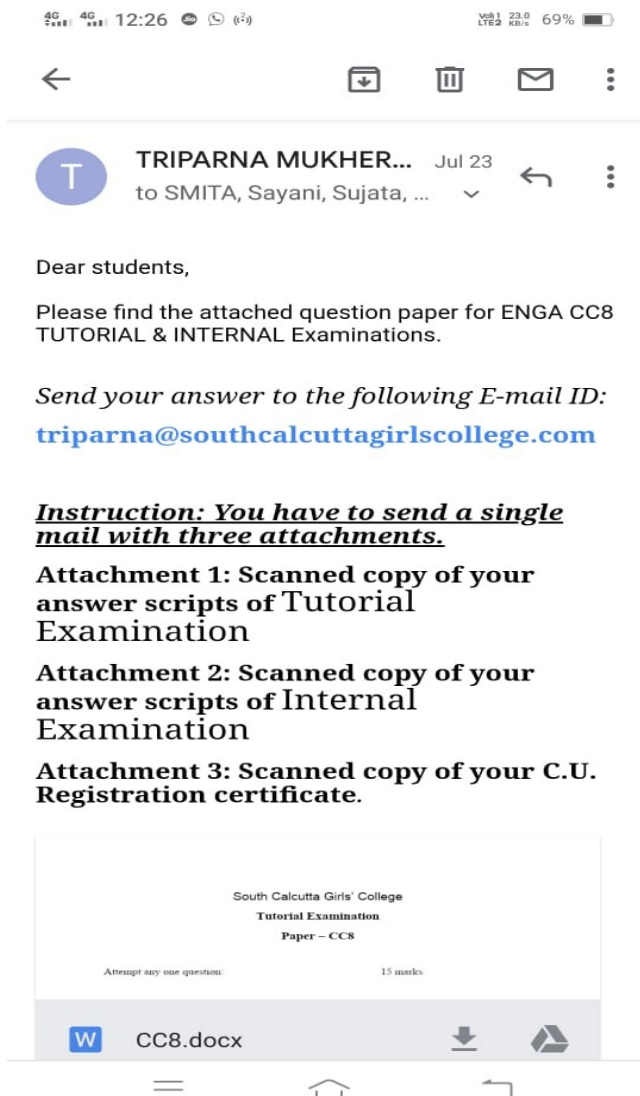 4G 4G 12:26 Jio VoD 1 LTE2 23.0 KB/s 69%
TRIPARNA MUKHER... Jul 23
T
to SMITA, Sayani, Sujata, ...
Dear students,
Please find the attached question paper for ENGA CC8
TUTORIAL & INTERNAL Examinations.
Send your answer to the following E-mail ID:
triparna@southcalcuttagirlscollege.com
Instruction: You have to send a single
mail with three attachments.
Attachment 1: Scanned copy of your
answer scripts of Tutorial
Examination
Attachment 2: Scanned copy of your
answer scripts of Internal
Examination
Attachment 3: Scanned copy of your C.U.
Registration certificate.
South Calcutta Girls' College
Tutorial Examination
Paper – CC8
Attempt any one question 15 marks
W CC8.docx